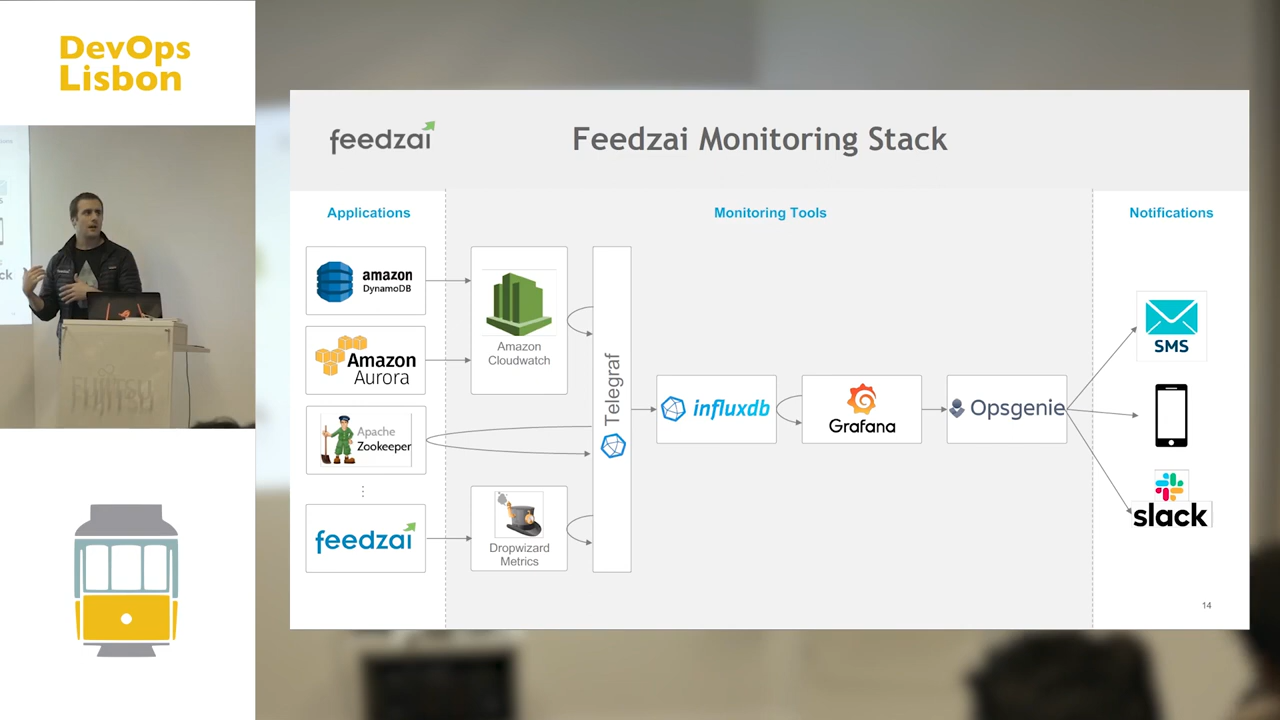 DevOps
Lisbon
FUJITSU
feedzai
Feedzai Monitoring Stack
Applications
Monitoring Tools
Notifications
amazon
DynamoDB
Amazon
Aurora
Apache
Zookeeper
feedzai
Amazon
Cloudwatch
Dropwizard
Metrics
Telegraf
influxdb
Grafana
Opsgenie
SMS
slack
14